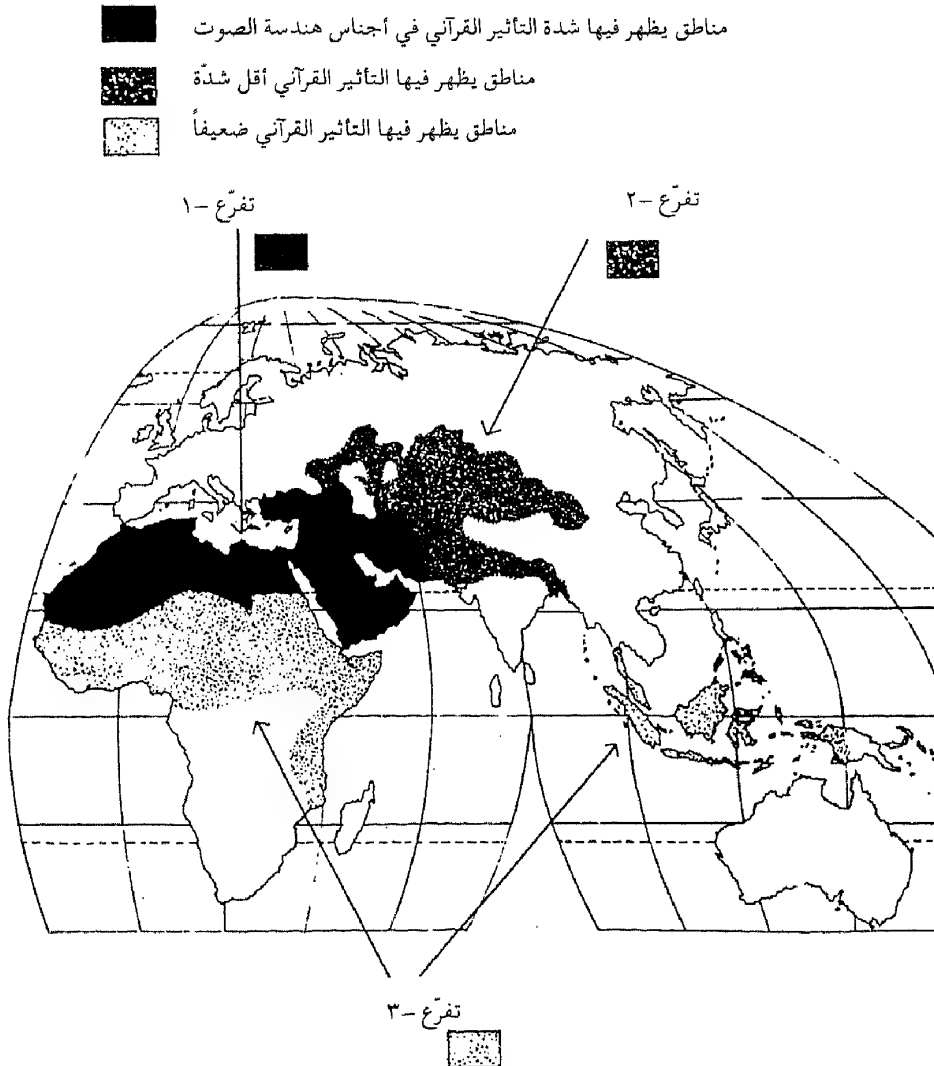 مناطق يظهر فيها شدة التأثير القرآني في أجناس هندسة الصوت
مناطق يظهر فيها التأثير القرآني أقل شدّة
مناطق يظهر فيها التأثير القرآني ضعيفاً
تفرّع -٢
تفرّع -١
تفرّع -٣